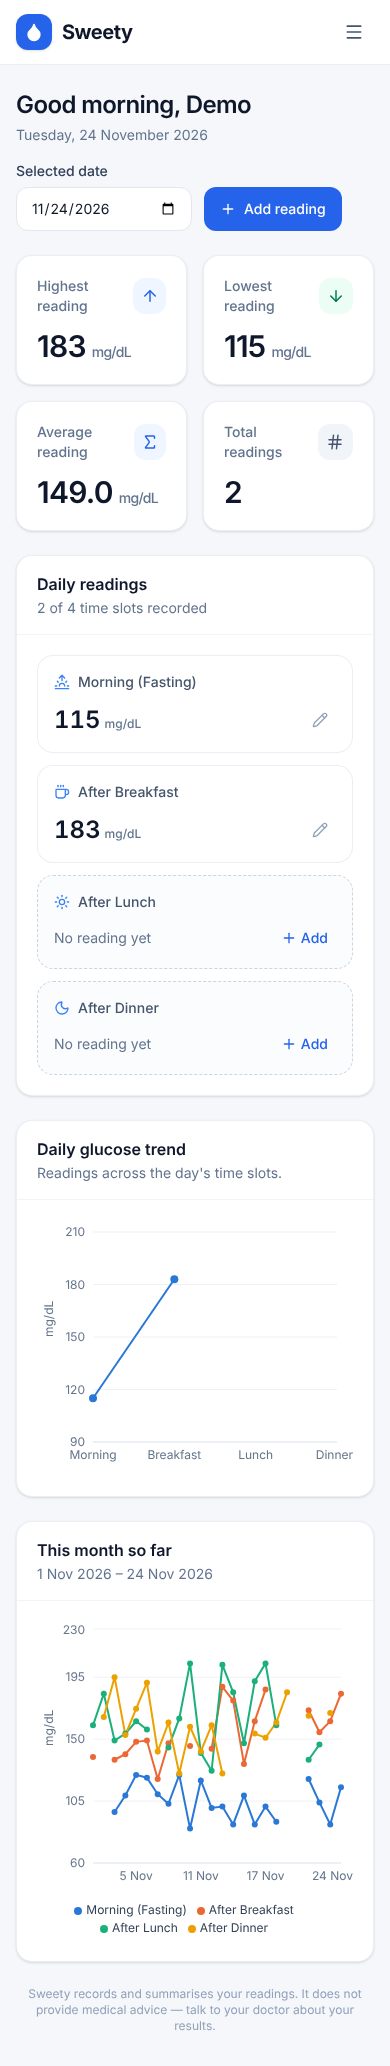 Sweety
Good morning, Demo
Tuesday, 24 November 2026
Selected date
11/24/2026
+ Add reading
Highest
reading
183 mg/dL
Lowest
reading
115 mg/dL
Average
reading
149.0 mg/dL
Total
readings
2
Daily readings
2 of 4 time slots recorded
Morning (Fasting)
115 mg/dL
After Breakfast
183 mg/dL
After Lunch
No reading yet
+ Add
After Dinner
No reading yet
+ Add
Daily glucose trend
Readings across the day's time slots.
mg/dL
210
180
150
120
90
Morning Breakfast Lunch Dinner
This month so far
1 Nov 2026 – 24 Nov 2026
mg/dL
230
195
150
105
60
5 Nov 11 Nov 17 Nov 24 Nov
Morning (Fasting) After Breakfast
After Lunch After Dinner
Sweety records and summarises your readings. It does not
provide medical advice — talk to your doctor about your
results.